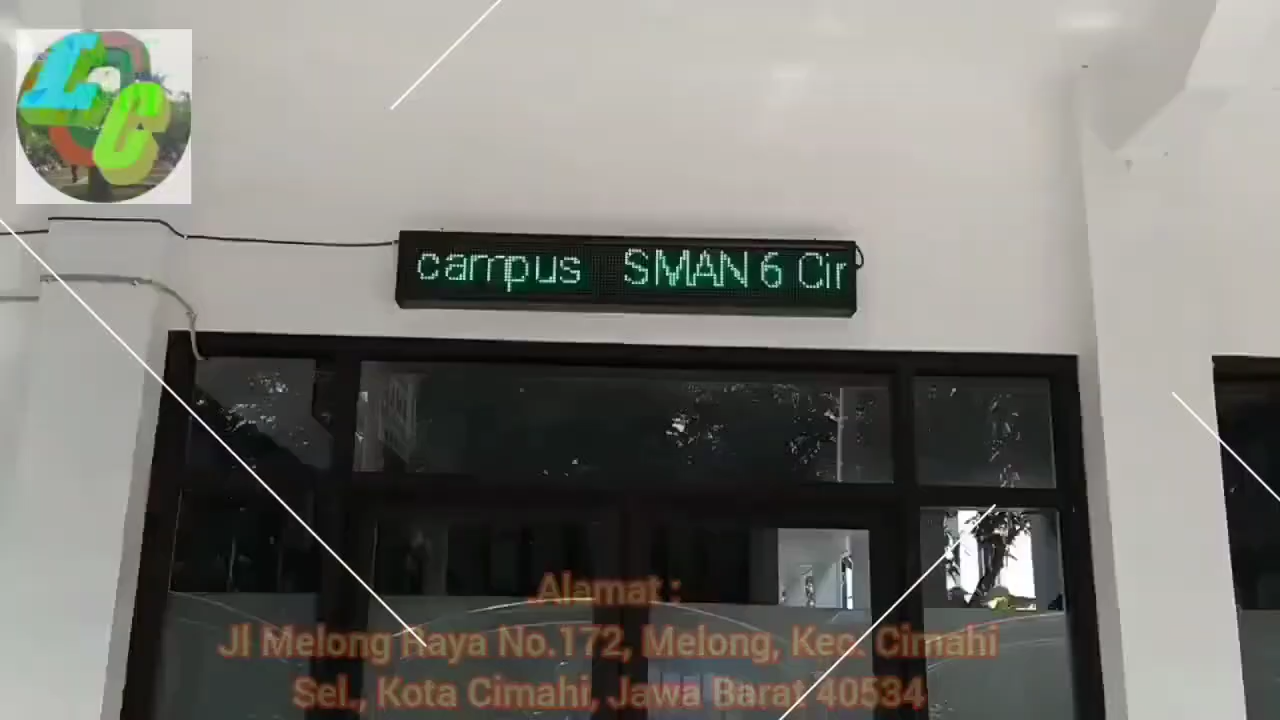 LC
campus SMAN 6 Cir
Alamat :
Jl Melong Raya No.172, Melong, Kec. Cimahi
Sel., Kota Cimahi, Jawa Barat 40534